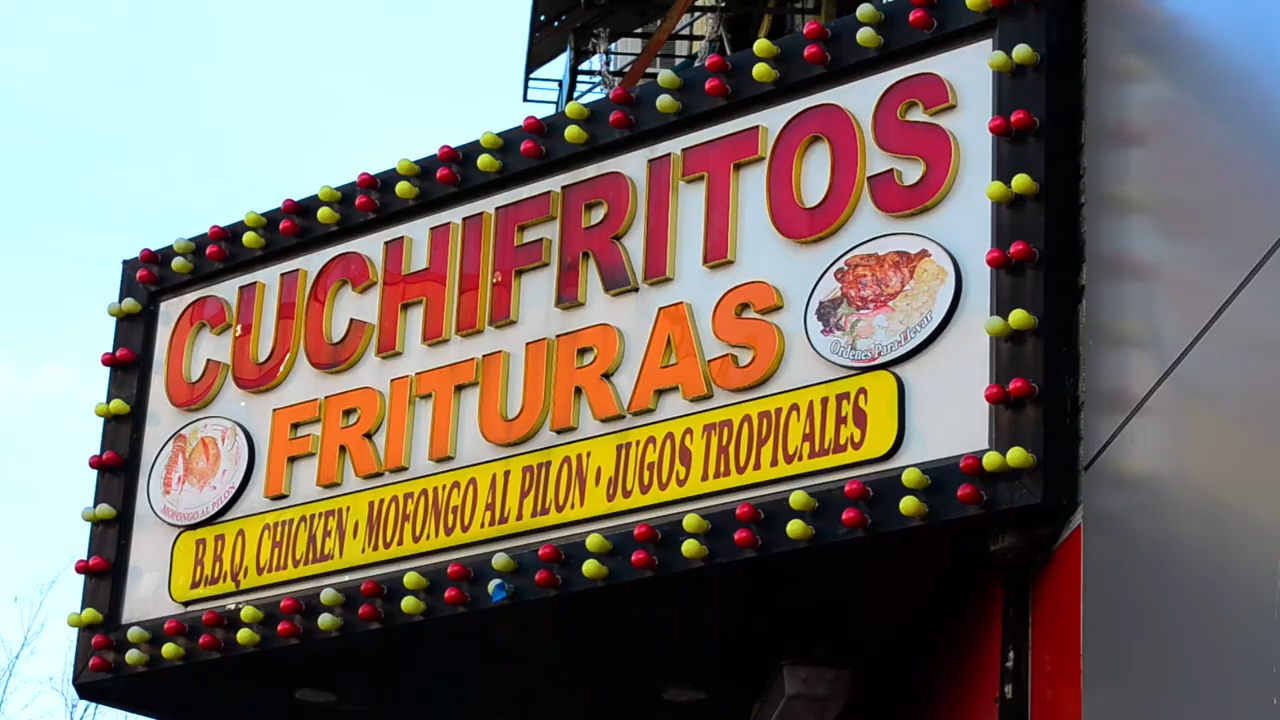 CUCHIFRITOS
FRITURAS
Ordenes Para Llevar
MOFONGO AL PILON
B.B.Q. CHICKEN • MOFONGO AL PILON • JUGOS TROPICALES